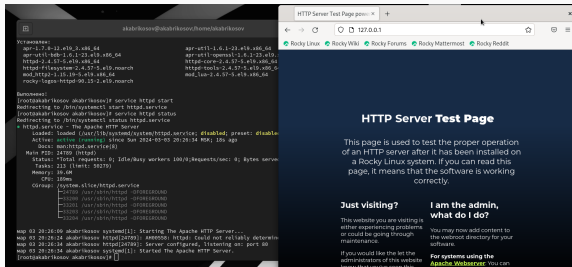 akabrikosov@akabrikosov:/home/akabrikosov
Установлен:
apr-1.7.0-12.el9_3.x86_64 apr-util-1.6.1-23.el9.x86_64
apr-util-bdb-1.6.1-23.el9.x86_64 apr-util-openssl-1.6.1-23.el9.
httpd-2.4.57-5.el9.x86_64 httpd-core-2.4.57-5.el9.x86_64
httpd-filesystem-2.4.57-5.el9.noarch httpd-tools-2.4.57-5.el9.x86_64
mod_http2-1.15.19-5.el9.x86_64 mod_lua-2.4.57-5.el9.x86_64
rocky-logos-httpd-90.15-2.el9.noarch
Выполнено!
[root@akabrikosov akabrikosov]# service httpd start
Redirecting to /bin/systemctl start httpd.service
[root@akabrikosov akabrikosov]# service httpd status
Redirecting to /bin/systemctl status httpd.service
● httpd.service - The Apache HTTP Server
Loaded: loaded (/usr/lib/systemd/system/httpd.service; disabled; preset: disable
Active: active (running) since Sun 2024-03-03 20:26:34 MSK; 18s ago
Docs: man:httpd.service(8)
Main PID: 24789 (httpd)
Status: "Total requests: 0; Idle/Busy workers 100/0;Requests/sec: 0; Bytes serve
Tasks: 213 (limit: 50279)
Memory: 39.6M
CPU: 109ms
CGroup: /system.slice/httpd.service
├─24789 /usr/sbin/httpd -DFOREGROUND
/usr/sbin/httpd -DFOREGROUND
/usr/sbin/httpd -DFOREGROUND
/usr/sbin/httpd -DFOREGROUND
/usr/sbin/httpd -DFOREGROUND
мар 03 20:26:09 akabrikosov systemd[1]: Starting The Apache HTTP Server...
мар 03 20:26:24 akabrikosov httpd[24789]: AH00558: httpd: Could not reliably determin
мар 03 20:26:34 akabrikosov httpd[24789]: Server configured, listening on: port 80
мар 03 20:26:34 akabrikosov systemd[1]: Started The Apache HTTP Server.
[root@akabrikosov akabrikosov]#
HTTP Server Test Page powe
127.0.0.1
Rocky Linux Rocky Wiki Rocky Forums Rocky Mattermost Rocky Reddit
HTTP Server Test Page
This page is used to test the proper operation
of an HTTP server after it has been installed on
a Rocky Linux system. If you can read this
page, it means that the software is working
correctly.
Just visiting?
This website you are visiting is
either experiencing problems
or could be going through
maintenance.
If you would like the let the
administrators of this website
I am the admin,
what do I do?
You may now add content to
the webroot directory for your
software.
For systems using the
Apache Webserver: You can